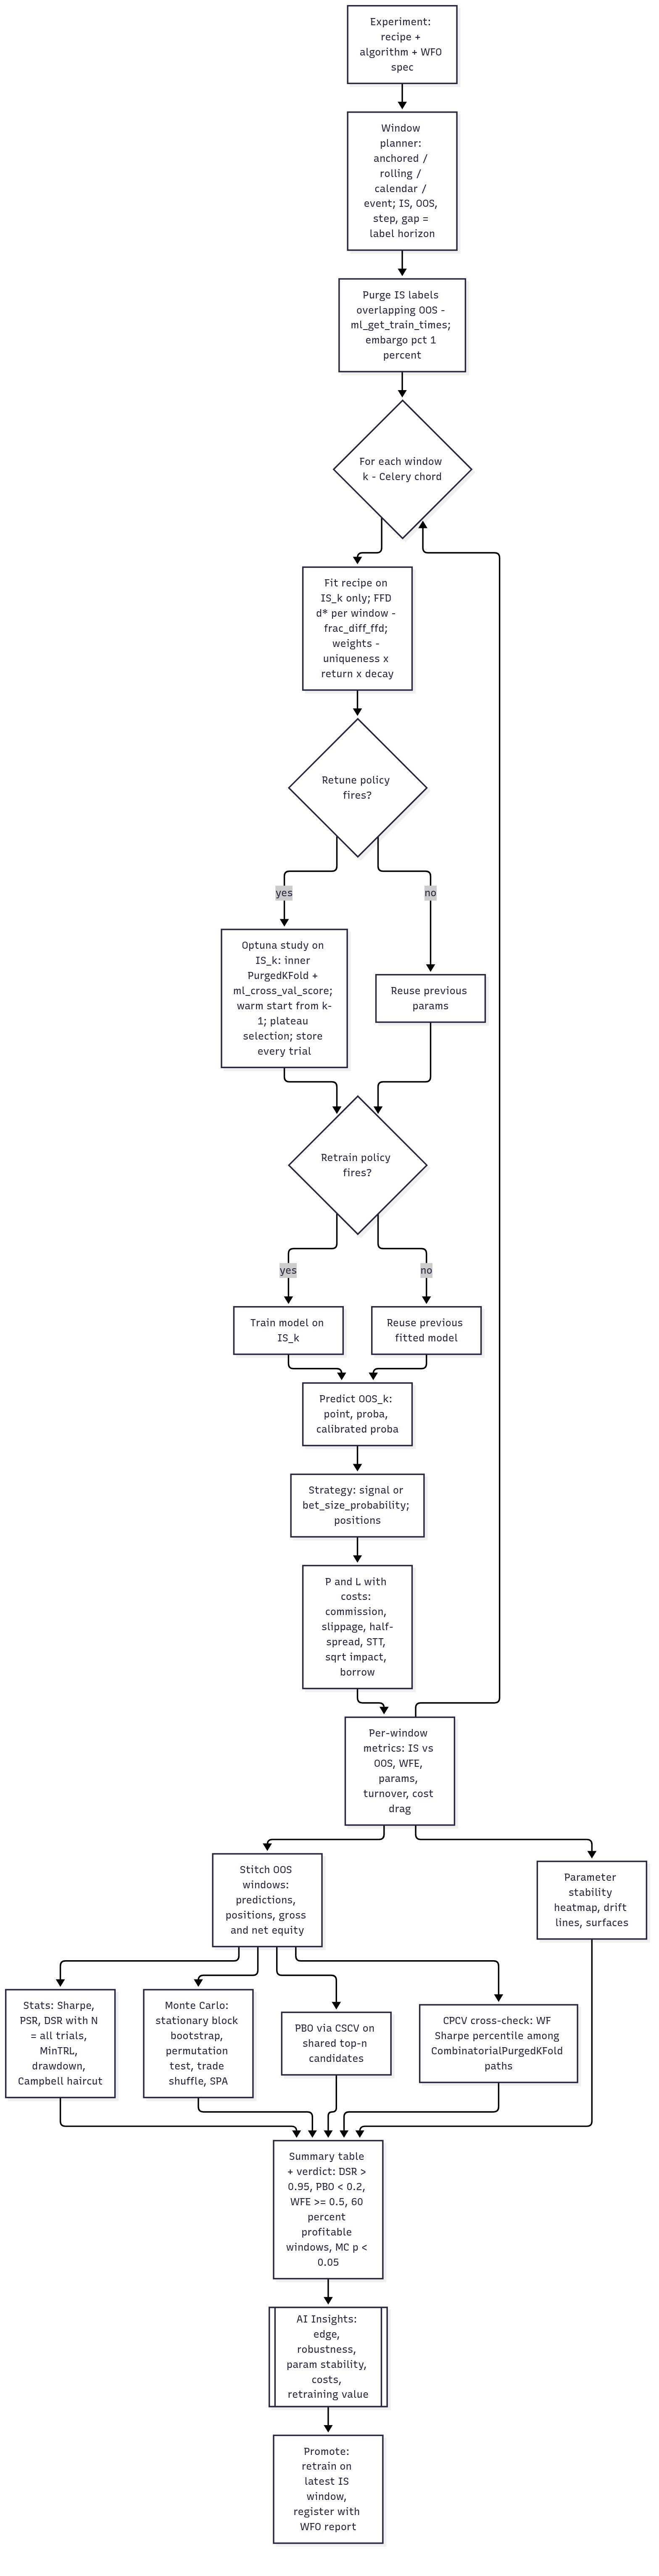 Experiment:
recipe +
algorithm + WFO
spec
Window
planner:
anchored /
rolling /
calendar /
event; IS, OOS,
step, gap =
label horizon
Purge IS labels
overlapping OOS -
ml_get_train_times;
embargo pct 1
percent
For each window
k - Celery chord
Fit recipe on
IS_k only; FFD
d* per window -
frac_diff_ffd;
weights -
uniqueness x
return x decay
Retune policy
fires?
yes
no
Optuna study on
IS_k: inner
PurgedKFold +
ml_cross_val_score;
warm start from k-
1; plateau
selection; store
every trial
Reuse previous
params
Retrain policy
fires?
yes
no
Train model on
IS_k
Reuse previous
fitted model
Predict OOS_k:
point, proba,
calibrated proba
Strategy: signal or
bet_size_probability;
positions
P and L with
costs:
commission,
slippage, half-
spread, STT,
sqrt impact,
borrow
Per-window
metrics: IS vs
OOS, WFE,
params,
turnover, cost
drag
Stitch OOS
windows:
predictions,
positions, gross
and net equity
Parameter
stability
heatmap, drift
lines, surfaces
Stats: Sharpe,
PSR, DSR with N
= all trials,
MinTRL,
drawdown,
Campbell haircut
Monte Carlo:
stationary block
bootstrap,
permutation
test, trade
shuffle, SPA
PBO via CSCV on
shared top-n
candidates
CPCV cross-check: WF
Sharpe percentile among
CombinatorialPurgedKFold
paths
Summary table
+ verdict: DSR >
0.95, PBO < 0.2,
WFE >= 0.5, 60
percent
profitable
windows, MC p <
0.05
AI Insights:
edge,
robustness,
param stability,
costs,
retraining value
Promote:
retrain on
latest IS
window,
register with
WFO report